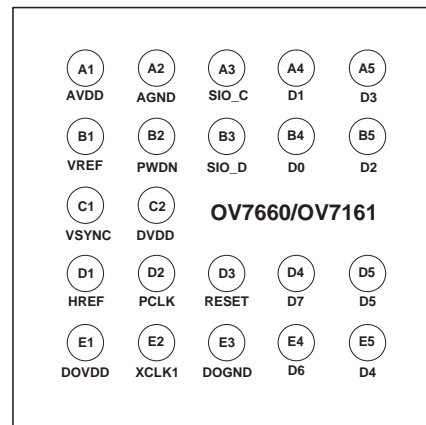 A1 A2 A3 A4 A5
AVDD AGND SIO_C D1 D3
B1 B2 B3 B4 B5
VREF PWDN SIO_D D0 D2
C1 C2 OV7660/OV7161
VSYNC DVDD
D1 D2 D3 D4 D5
HREF PCLK RESET D7 D5
E1 E2 E3 E4 E5
DOVDD XCLK1 DOGND D6 D4